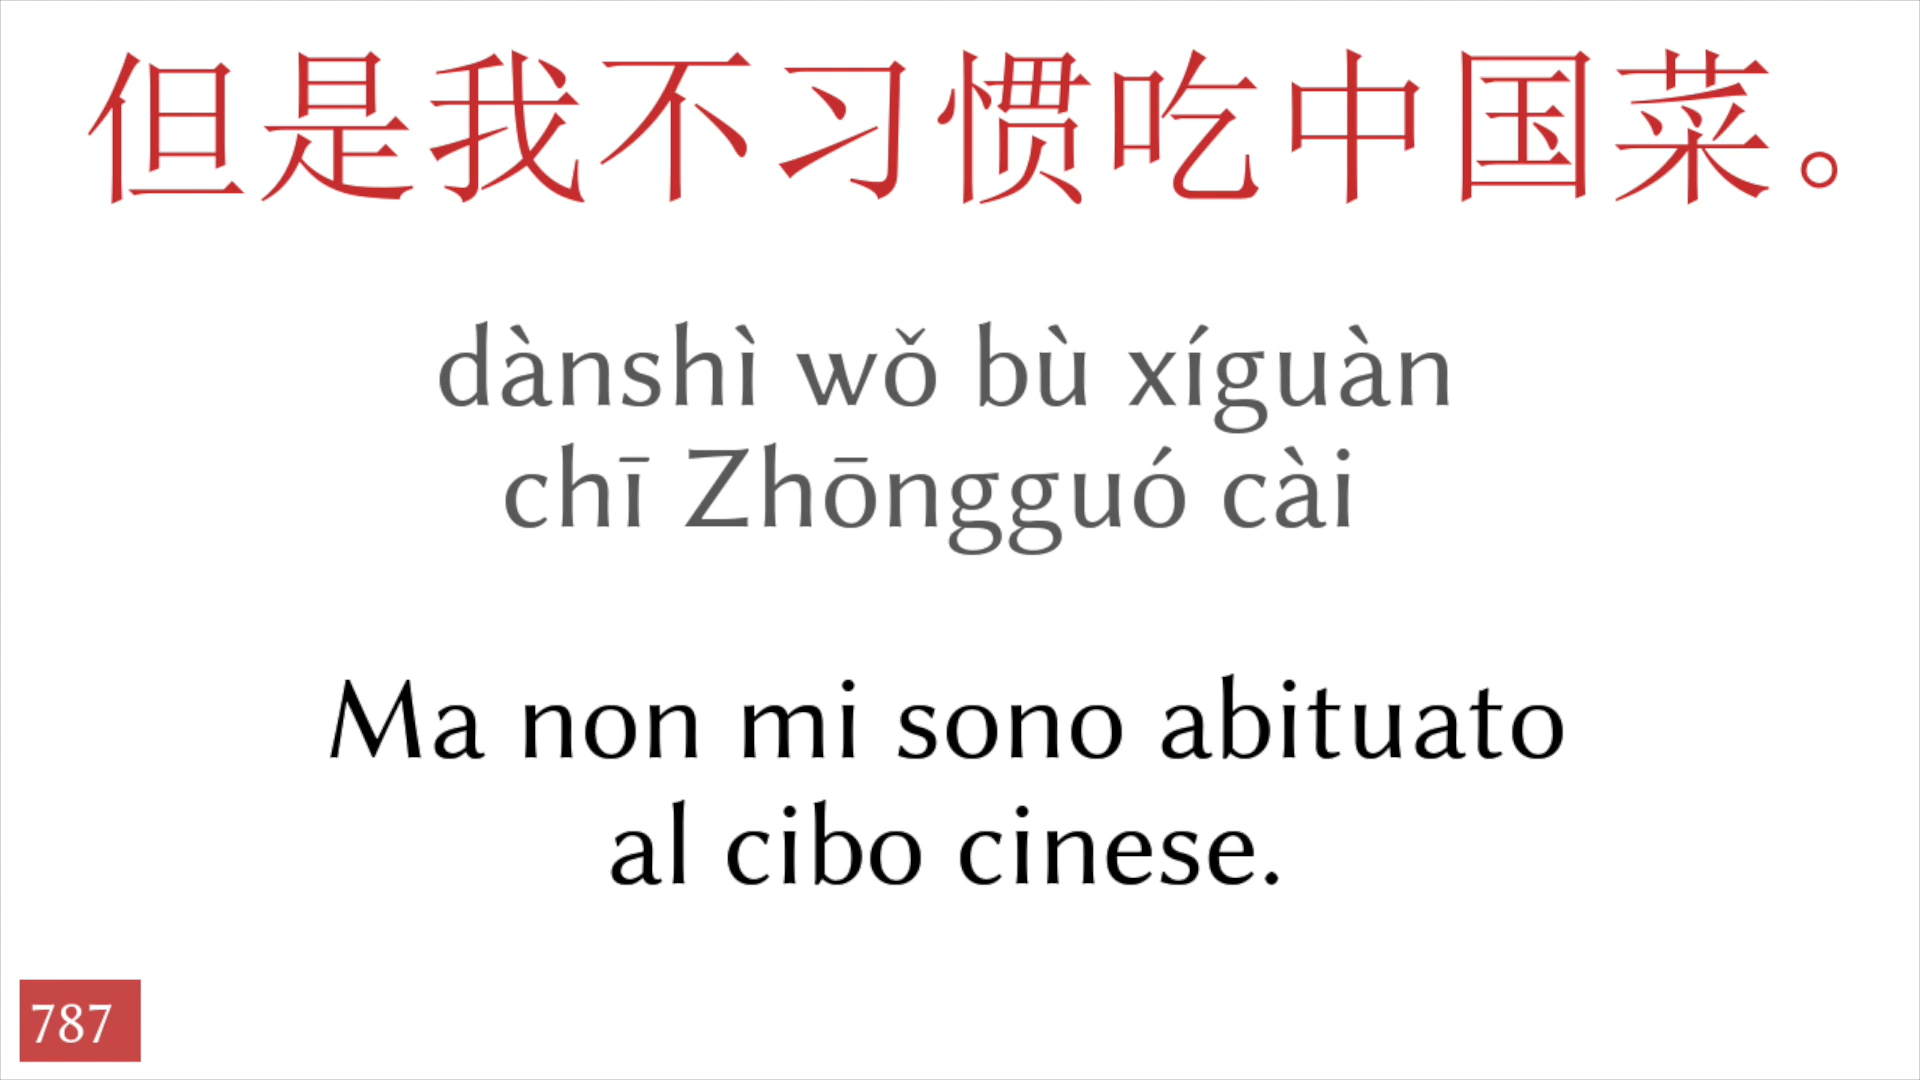 但是我不习惯吃中国菜。
dànshì wǒ bù xíguàn
chī Zhōngguó cài
Ma non mi sono abituato
al cibo cinese.
787